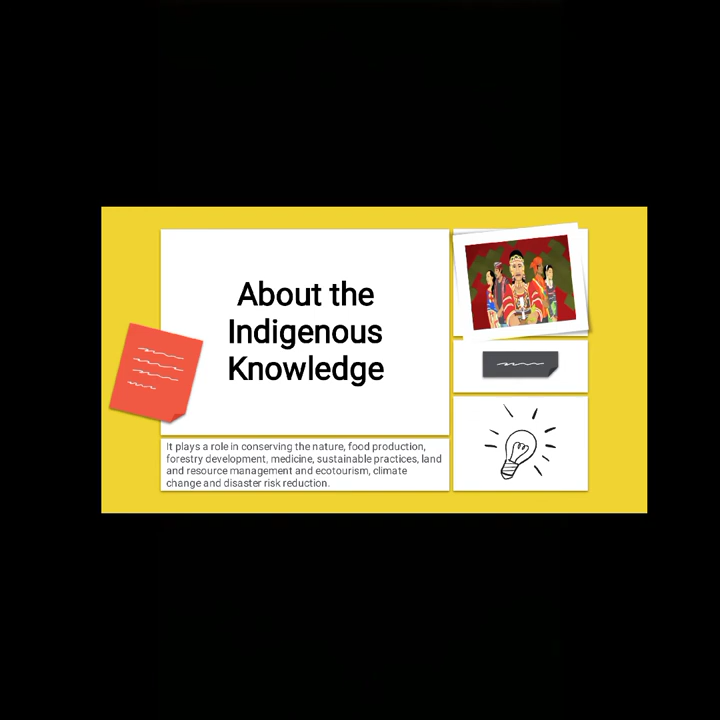 About the
Indigenous
Knowledge
It plays a role in conserving the nature, food production,
forestry development, medicine, sustainable practices, land
and resource management and ecotourism, climate
change and disaster risk reduction.